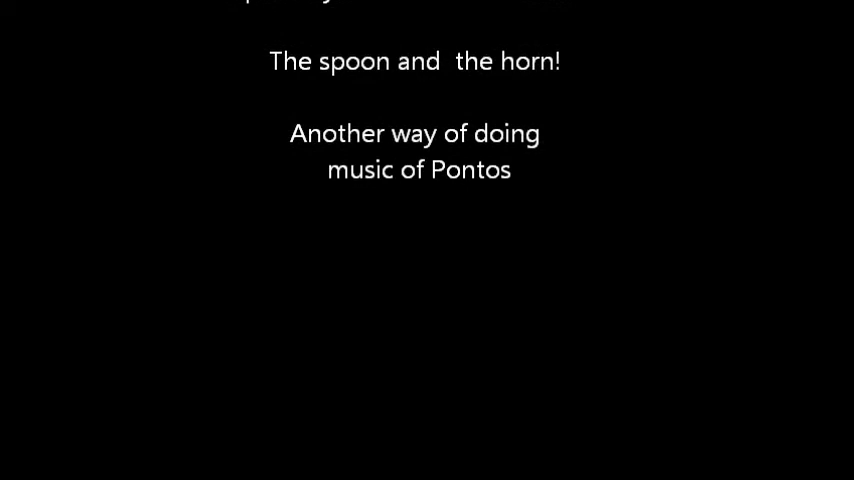 The spoon and  the horn!
Another way of doing
music of Pontos